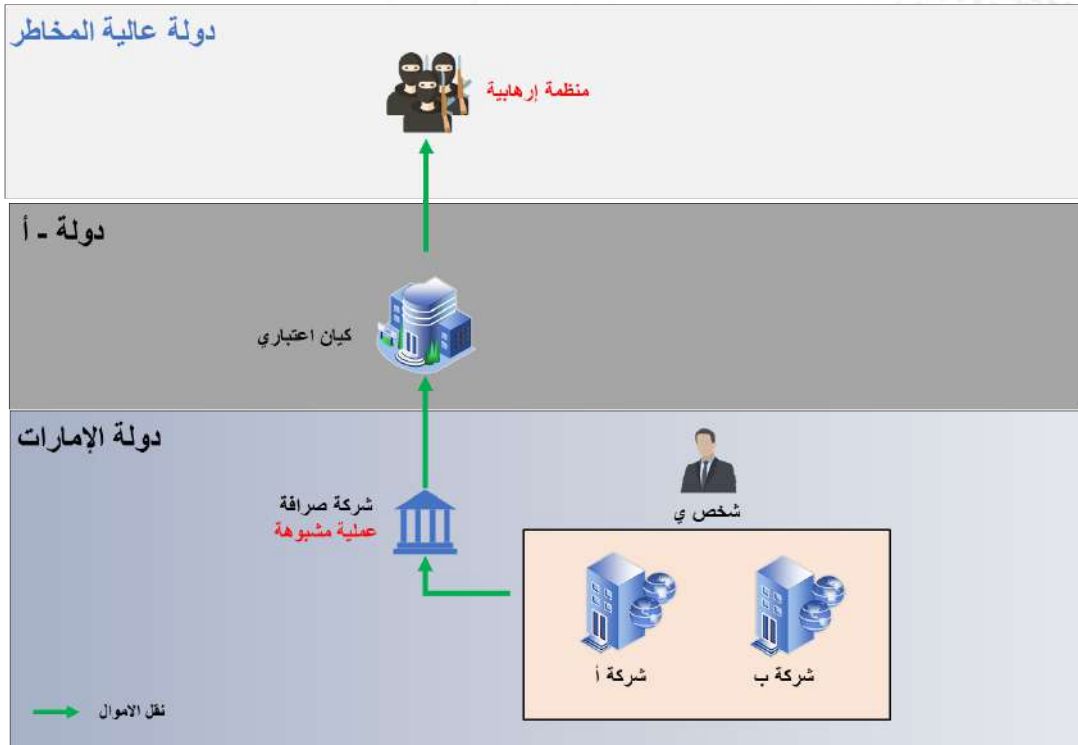 دولة عالية المخاطر
منظمة إرهابية
دولة - أ
كيان اعتباري
دولة الإمارات
شركة صرافة
عملية مشبوهة
شخص ي
شركة ب
شركة أ
نقل الاموال